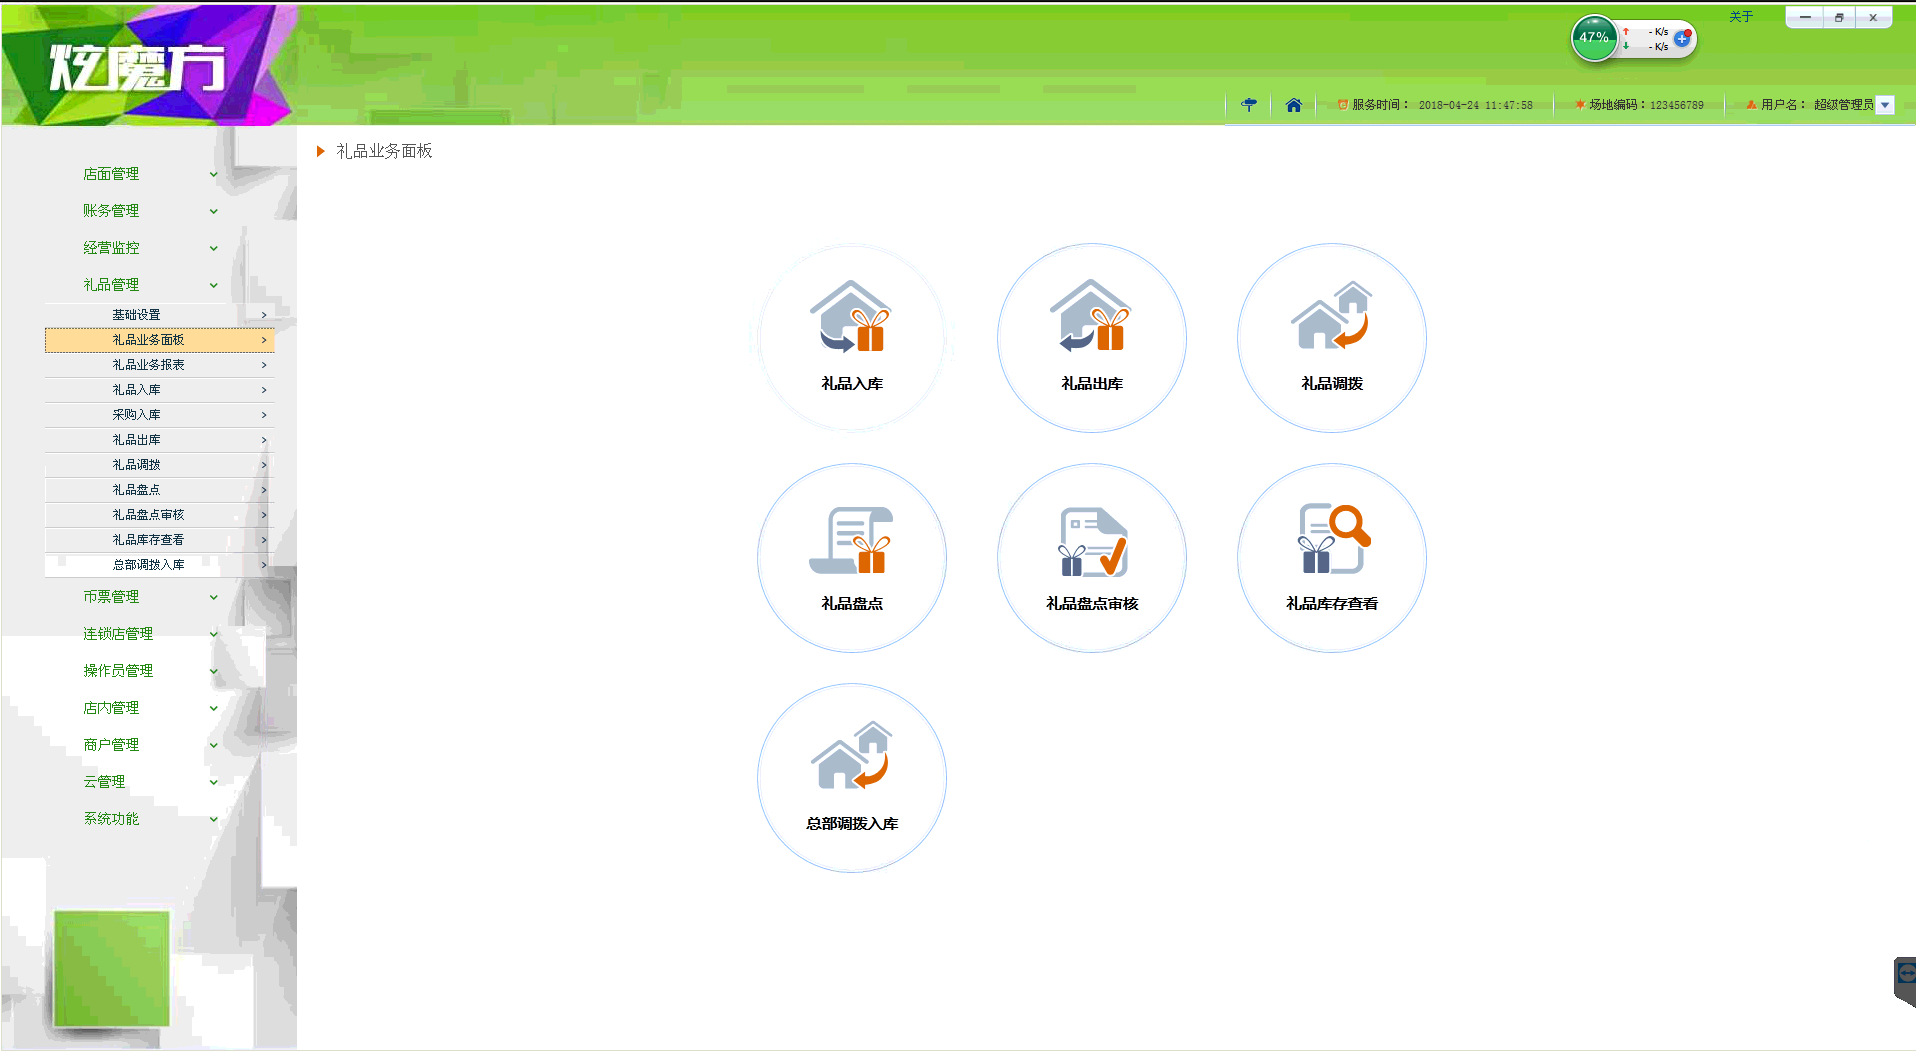 关于
炫魔方
47%
- K/s
- K/s
服务时间： 2018-04-24 11:47:58
场地编码：123456789
用户名： 超级管理员
礼品业务面板
店面管理
账务管理
经营监控
礼品管理
基础设置
礼品业务面板
礼品业务报表
礼品入库
采购入库
礼品出库
礼品调拨
礼品盘点
礼品盘点审核
礼品库存查看
总部调拨入库
币票管理
连锁店管理
操作员管理
店内管理
商户管理
云管理
系统功能
礼品入库
礼品出库
礼品调拨
礼品盘点
礼品盘点审核
礼品库存查看
总部调拨入库